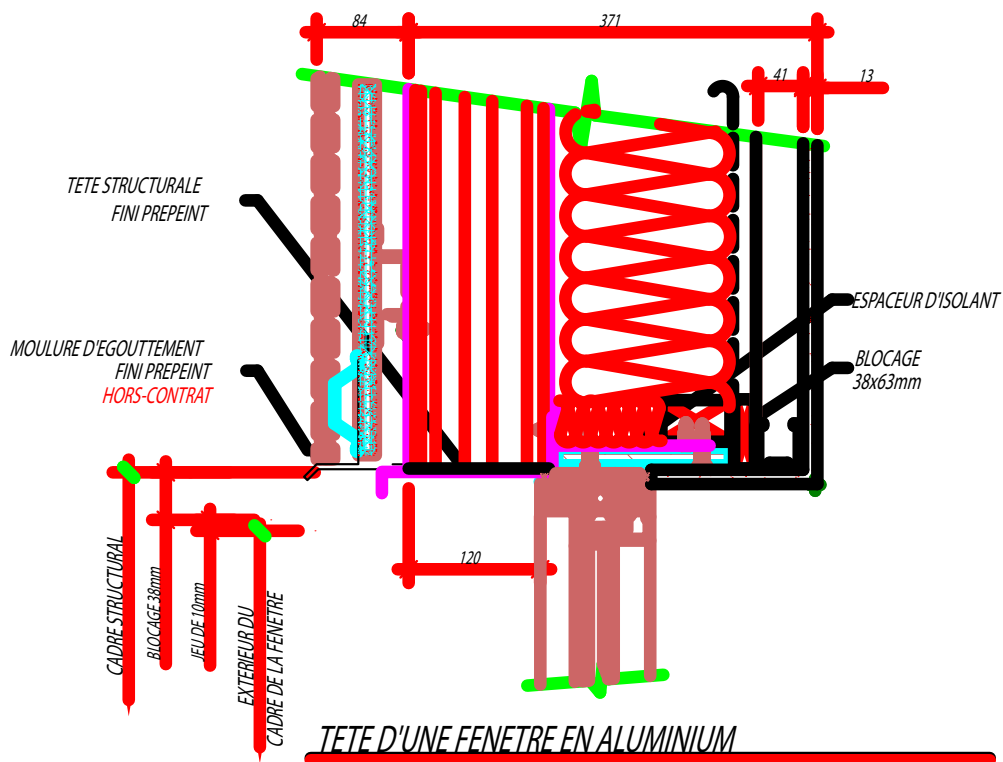 84
371
41
13
TETE STRUCTURALE
FINI PREPEINT
ESPACEUR D'ISOLANT
MOULURE D'EGOUTTEMENT
FINI PREPEINT
HORS-CONTRAT
BLOCAGE
38x63mm
120
CADRE STRUCTURAL
BLOCAGE 38mm
JEU DE 10mm
EXTERIEUR DU
CADRE DE LA FENETRE
TETE D'UNE FENETRE EN ALUMINIUM